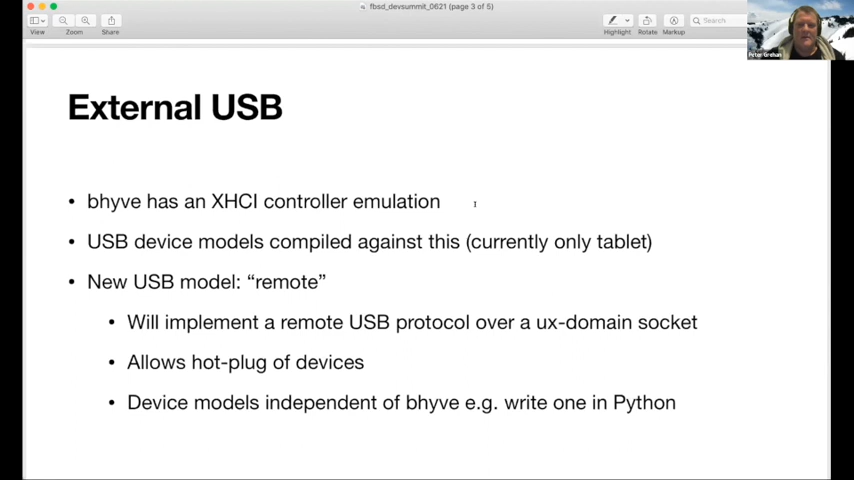 fbsd_devsummit_0621 (page 3 of 5)
View
Zoom
Share
Highlight
Rotate
Markup
Search
Peter Grehan
External USB
• bhyve has an XHCI controller emulation
• USB device models compiled against this (currently only tablet)
• New USB model: “remote”
• Will implement a remote USB protocol over a ux-domain socket
• Allows hot-plug of devices
• Device models independent of bhyve e.g. write one in Python